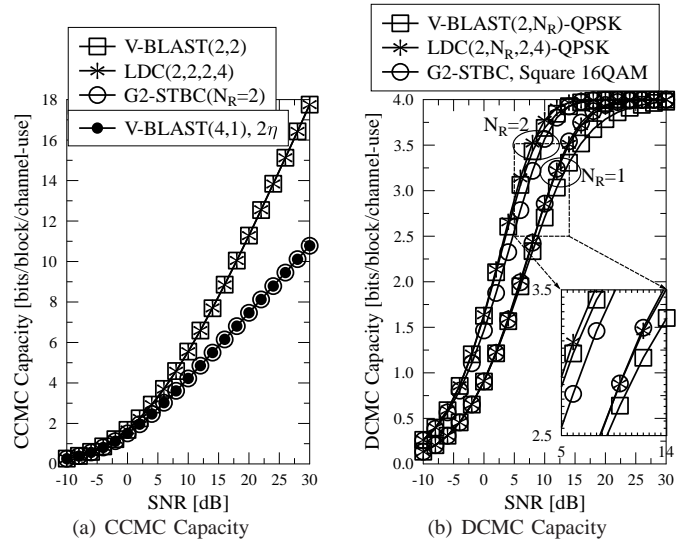 V-BLAST(2,2)
LDC(2,2,2,4)
G2-STBC(N_R=2)
V-BLAST(4,1), 2η
18
16
14
12
10
8
6
4
2
0
CCMC Capacity [bits/block/channel-use]
-10 -5 0 5 10 15 20 25 30
SNR [dB]
(a) CCMC Capacity
V-BLAST(2,N_R)-QPSK
LDC(2,N_R,2,4)-QPSK
G2-STBC, Square 16QAM
4.0
3.5
3.0
2.5
2.0
1.5
1.0
0.5
0.0
DCMC Capacity [bits/block/channel-use]
N_R=2
N_R=1
3.5
2.5
5 14
-10 -5 0 5 10 15 20 25 30
SNR [dB]
(b) DCMC Capacity